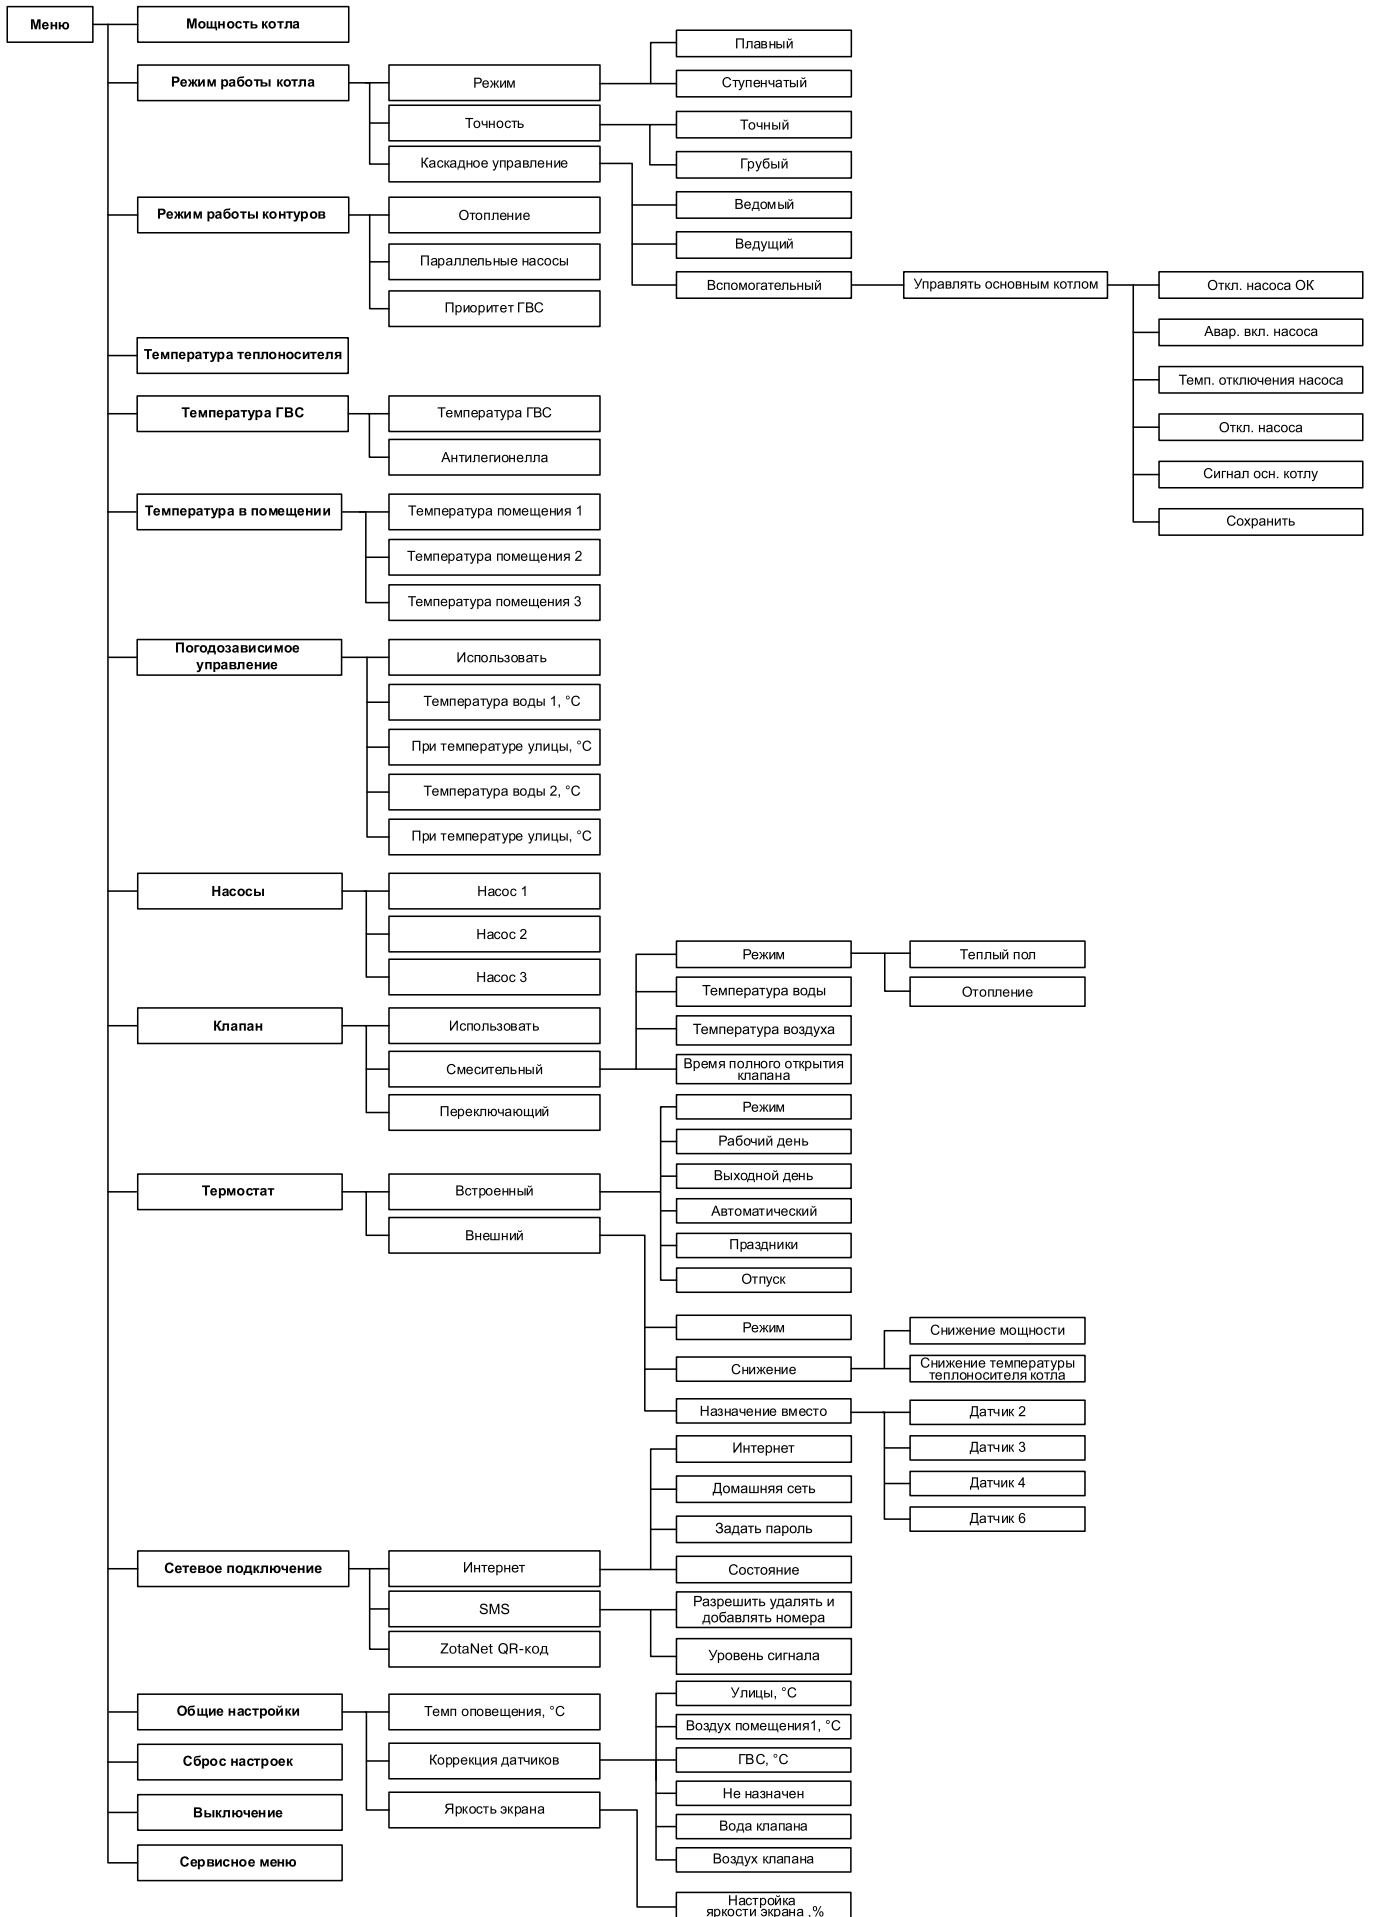 Меню
Мощность котла
Режим работы котла
Режим
Плавный
Ступенчатый
Точность
Точный
Грубый
Каскадное управление
Ведомый
Ведущий
Вспомогательный
Управлять основным котлом
Откл. насоса ОК
Авар. вкл. насоса
Темп. отключения насоса
Откл. насоса
Сигнал осн. котлу
Сохранить
Режим работы контуров
Отопление
Параллельные насосы
Приоритет ГВС
Температура теплоносителя
Температура ГВС
Температура ГВС
Антилегионелла
Температура в помещении
Температура помещения 1
Температура помещения 2
Температура помещения 3
Погодозависимое
управление
Использовать
Температура воды 1, °С
При температуре улицы, °С
Температура воды 2, °С
При температуре улицы, °С
Насосы
Насос 1
Насос 2
Насос 3
Клапан
Использовать
Смесительный
Режим
Теплый пол
Отопление
Температура воды
Температура воздуха
Время полного открытия
клапана
Переключающий
Термостат
Встроенный
Режим
Рабочий день
Выходной день
Автоматический
Праздники
Отпуск
Внешний
Режим
Снижение
Снижение мощности
Снижение температуры
теплоносителя котла
Назначение вместо
Датчик 2
Датчик 3
Датчик 4
Датчик 6
Сетевое подключение
Интернет
Интернет
Домашняя сеть
Задать пароль
Состояние
SMS
Разрешить удалять и
добавлять номера
Уровень сигнала
ZotaNet QR-код
Общие настройки
Темп оповещения, °С
Коррекция датчиков
Улицы, °С
Воздух помещения1, °С
ГВС, °С
Не назначен
Вода клапана
Воздух клапана
Яркость экрана
Настройка
яркости экрана ,%
Сброс настроек
Выключение
Сервисное меню